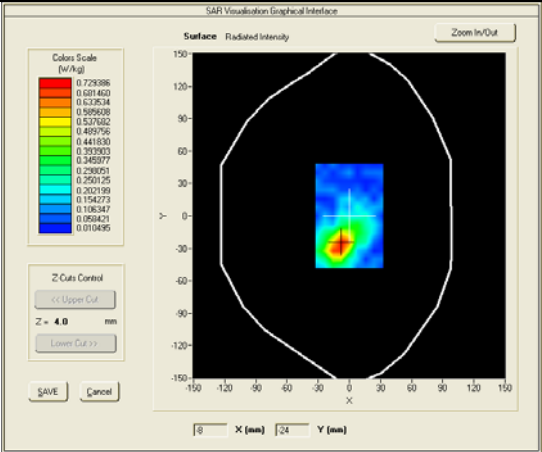 SAR Visualisation Graphical Interface
Surface Radiated Intensity
Zoom In/Out
Colors Scale
(W/kg)
0.729386
0.681460
0.633534
0.585608
0.537682
0.489756
0.441830
0.393903
0.345977
0.298051
0.250125
0.202199
0.154273
0.106347
0.058421
0.010495
Z-Cuts Control
<< Upper Cut
Z = 4.0 mm
Lower Cut >>
SAVE Cancel
150
120
90
60
30
0
-30
-60
-90
-120
-150
Y
-150 -120 -90 -60 -30 0 30 60 90 120 150
X
-8 X (mm) -24 Y (mm)